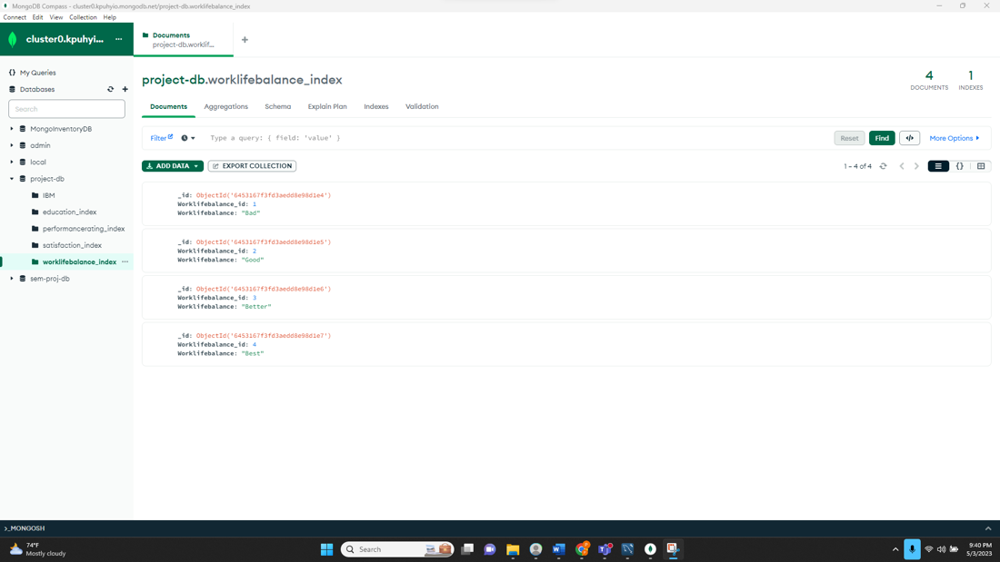 MongoDB Compass - cluster0.kpuhyio.mongodb.net/project-db.worklifebalance_index
Connect Edit View Collection Help
cluster0.kpuhyi... ...
Documents
project-db.worklif...
+
{} My Queries
Databases
Search
MongoInventoryDB
admin
local
project-db
IBM
education_index
performancerating_index
satisfaction_index
worklifebalance_index ...
sem-proj-db
project-db.worklifebalance_index
4
DOCUMENTS
1
INDEXES
Documents Aggregations Schema Explain Plan Indexes Validation
Filter Type a query: { field: 'value' } Reset Find </> More Options
ADD DATA EXPORT COLLECTION 1 – 4 of 4 {}
_id: ObjectId('6453167f3fd3aedd8e98d1e4')
Worklifebalance_id: 1
Worklifebalance: "Bad"
_id: ObjectId('6453167f3fd3aedd8e98d1e5')
Worklifebalance_id: 2
Worklifebalance: "Good"
_id: ObjectId('6453167f3fd3aedd8e98d1e6')
Worklifebalance_id: 3
Worklifebalance: "Better"
_id: ObjectId('6453167f3fd3aedd8e98d1e7')
Worklifebalance_id: 4
Worklifebalance: "Best"
>_MONGOSH
74°F
Mostly cloudy
Search
9:40 PM
5/3/2023